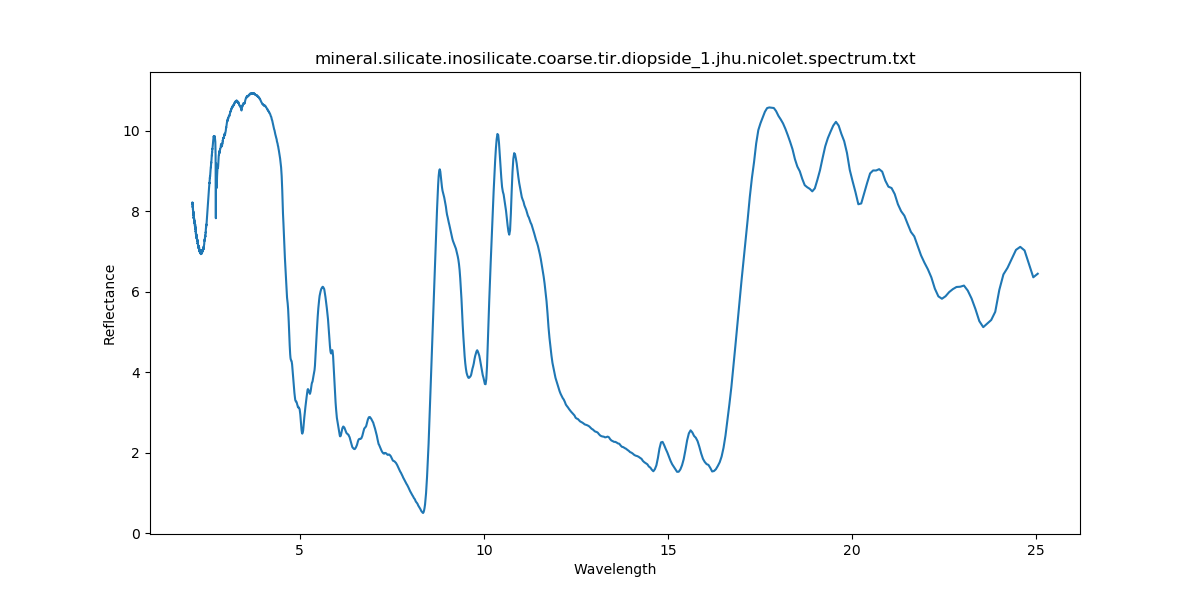 mineral.silicate.inosilicate.coarse.tir.diopside_1.jhu.nicolet.spectrum.txt
10
8
6
4
2
0
Reflectance
5 10 15 20 25
Wavelength